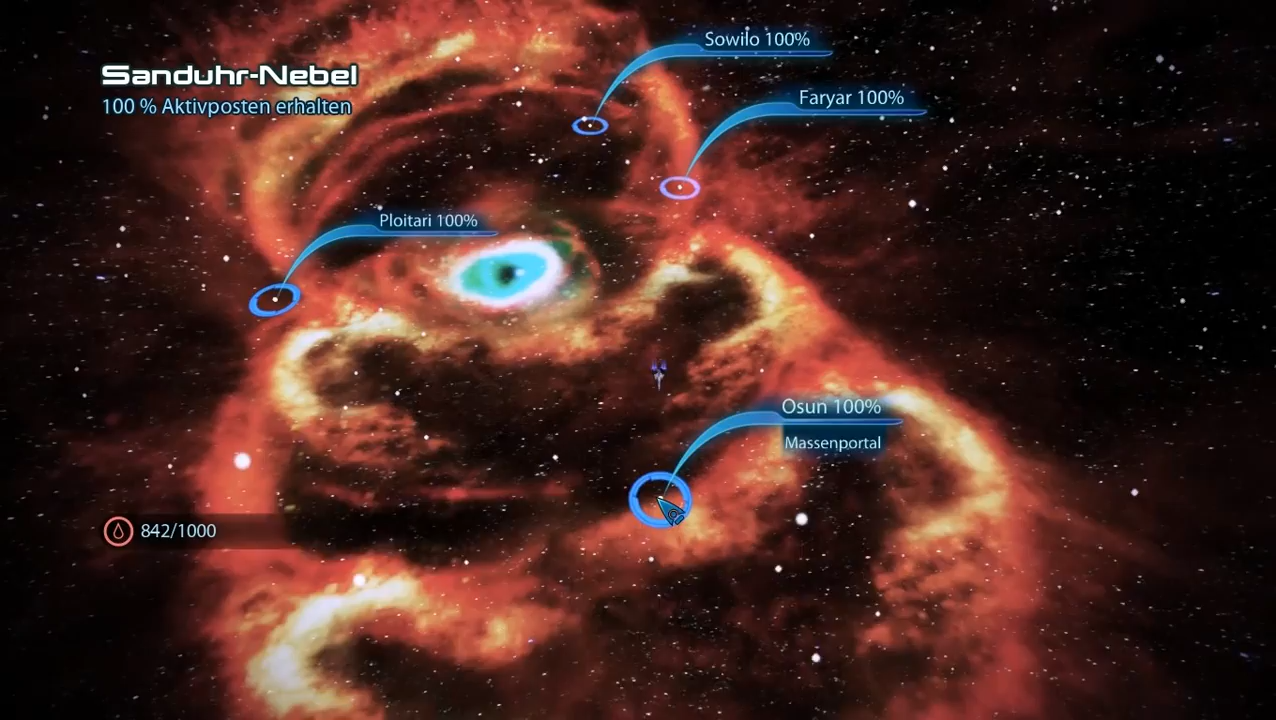 Sanduhr-Nebel
100 % Aktivposten erhalten
Sowilo 100%
Faryar 100%
Ploitari 100%
Osun 100%
Massenportal
842/1000